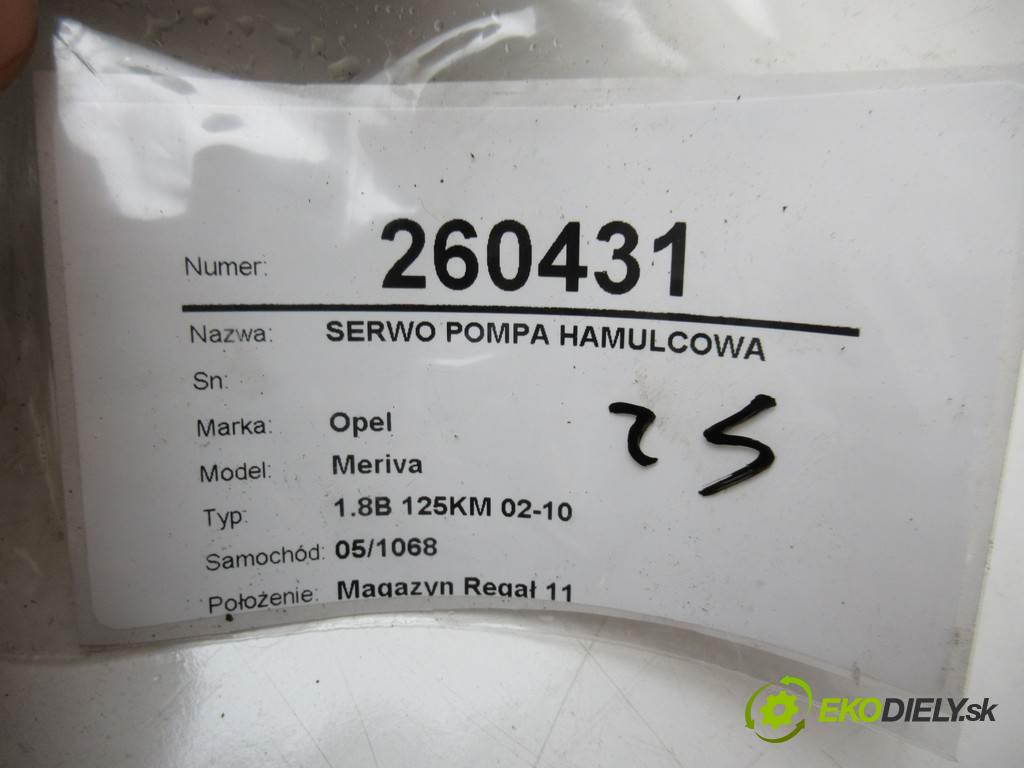 Numer: 260431
Nazwa: SERWO POMPA HAMULCOWA
Sn:
Marka: Opel
Model: Meriva
Typ: 1.8B 125KM 02-10
Samochód: 05/1068
Położenie: Magazyn Regał 11
EKODIELY.sk